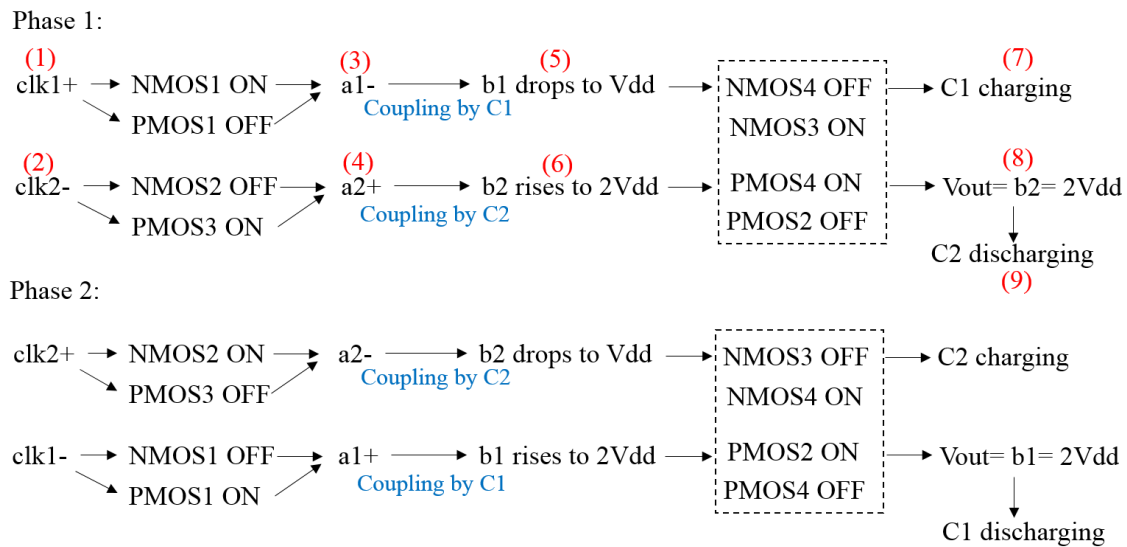 Phase 1:
(1) (3) (5) (7)
clk1+ NMOS1 ON a1- b1 drops to Vdd NMOS4 OFF C1 charging
Coupling by C1
PMOS1 OFF NMOS3 ON
(2) (4) (6) (8)
clk2- NMOS2 OFF a2+ b2 rises to 2Vdd PMOS4 ON Vout= b2= 2Vdd
Coupling by C2
PMOS3 ON PMOS2 OFF
C2 discharging
(9)
Phase 2:
clk2+ NMOS2 ON a2- b2 drops to Vdd NMOS3 OFF C2 charging
Coupling by C2
PMOS3 OFF NMOS4 ON
clk1- NMOS1 OFF a1+ b1 rises to 2Vdd PMOS2 ON Vout= b1= 2Vdd
Coupling by C1
PMOS1 ON PMOS4 OFF
C1 discharging